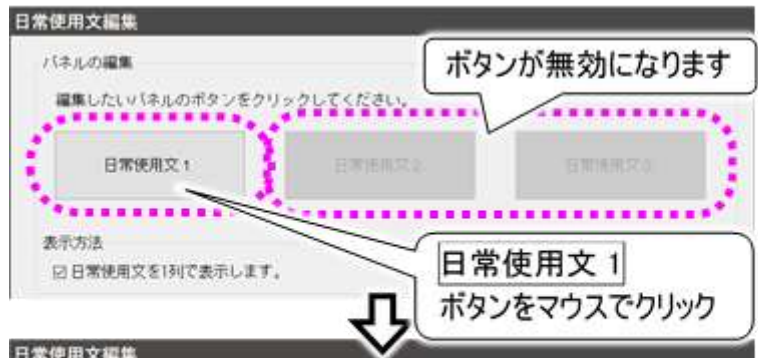 日常使用文編集
パネルの編集
ボタンが無効になります
編集したいパネルのボタンをクリックしてください。
日常使用文1
日常使用文2
日常使用文3
表示方法
☑日常使用文を1列で表示します。
日常使用文 1
ボタンをマウスでクリック
日常使用文編集